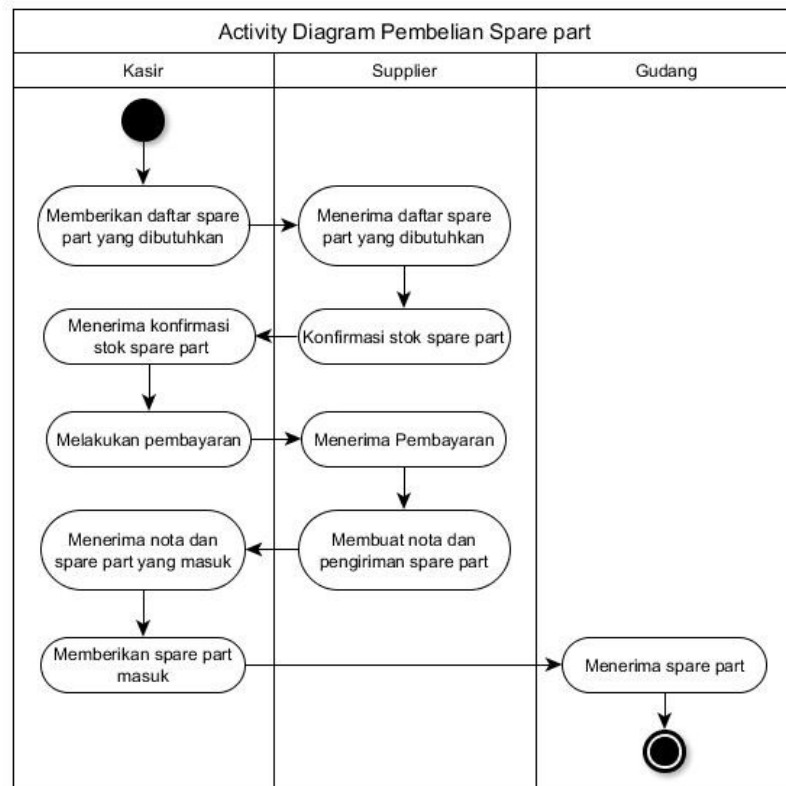 Activity Diagram Pembelian Spare part
Kasir
Supplier
Gudang
Memberikan daftar spare
part yang dibutuhkan
Menerima daftar spare
part yang dibutuhkan
Menerima konfirmasi
stok spare part
Konfirmasi stok spare part
Melakukan pembayaran
Menerima Pembayaran
Menerima nota dan
spare part yang masuk
Membuat nota dan
pengiriman spare part
Memberikan spare part
masuk
Menerima spare part